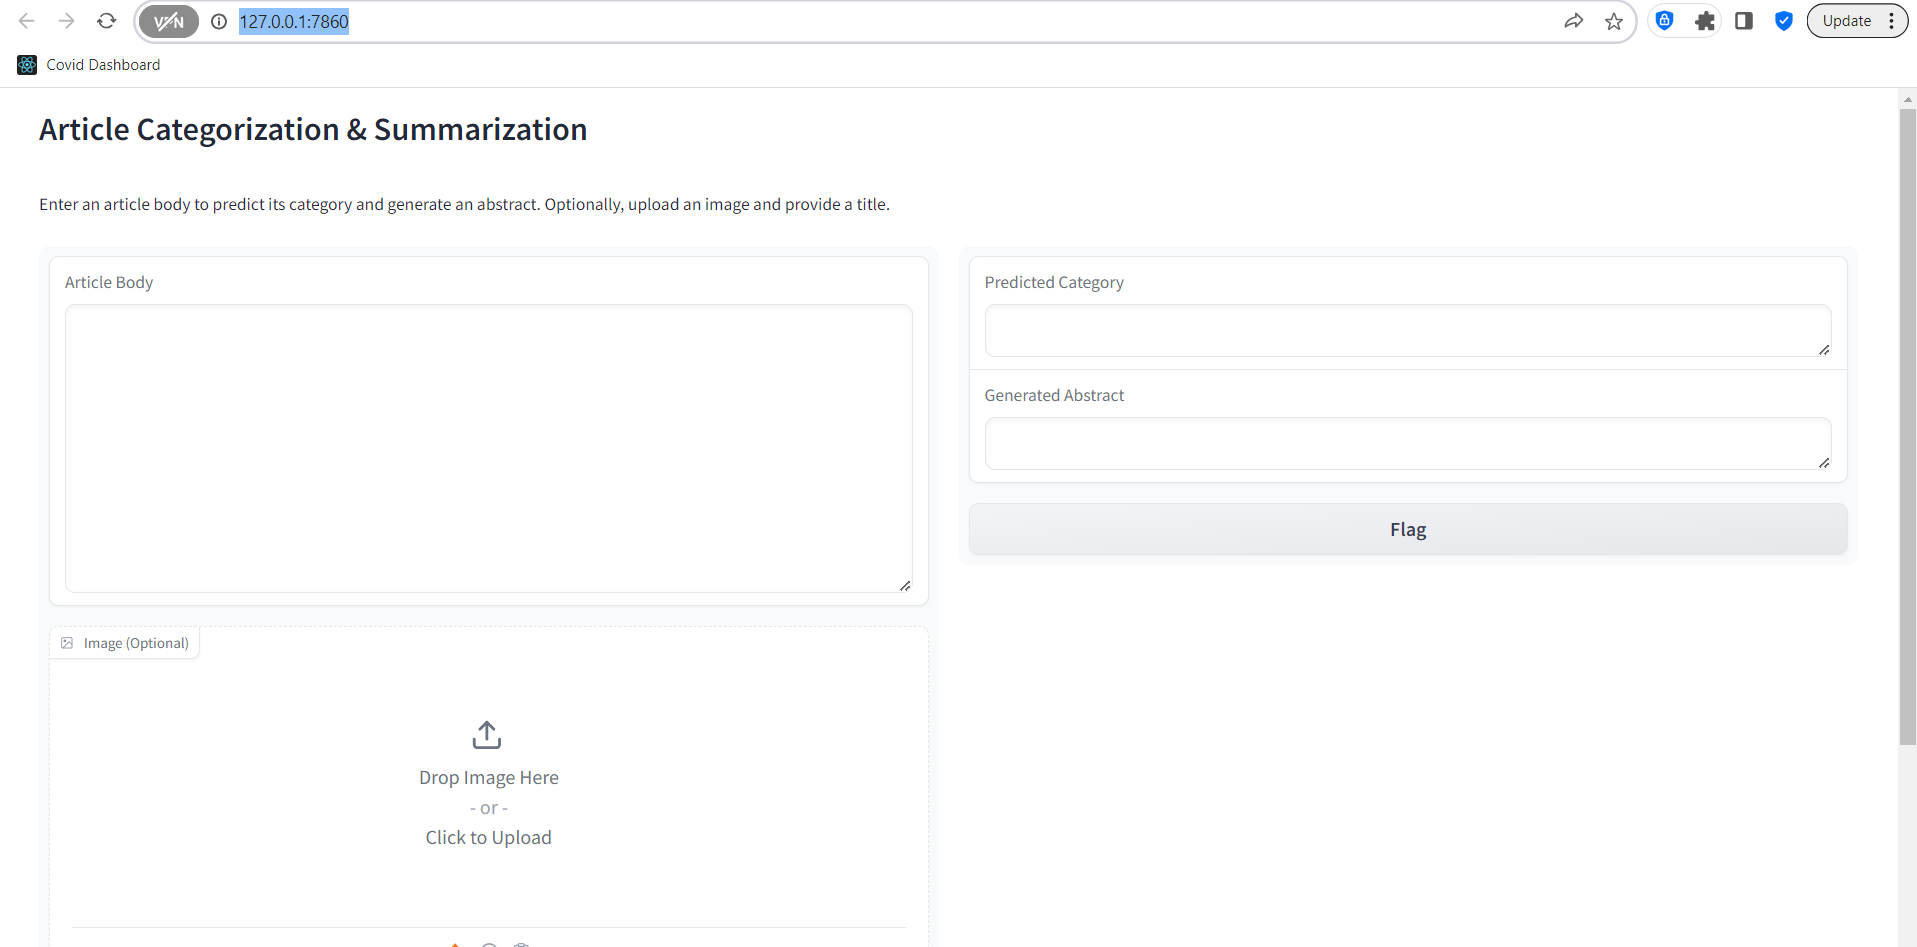 VPN
127.0.0.1:7860
Update
Covid Dashboard
Article Categorization & Summarization
Enter an article body to predict its category and generate an abstract. Optionally, upload an image and provide a title.
Article Body
Image (Optional)
Drop Image Here
- or -
Click to Upload
Predicted Category
Generated Abstract
Flag